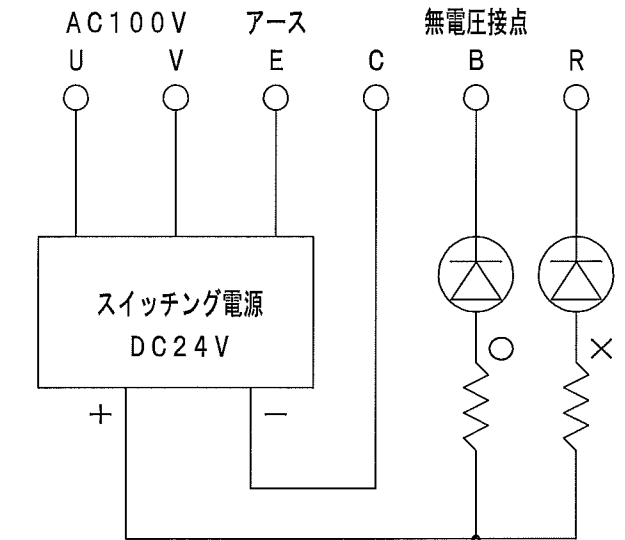 AC100V アース 無電圧接点
U V E C B R
スイッチング電源
DC24V
+ −
○ ×